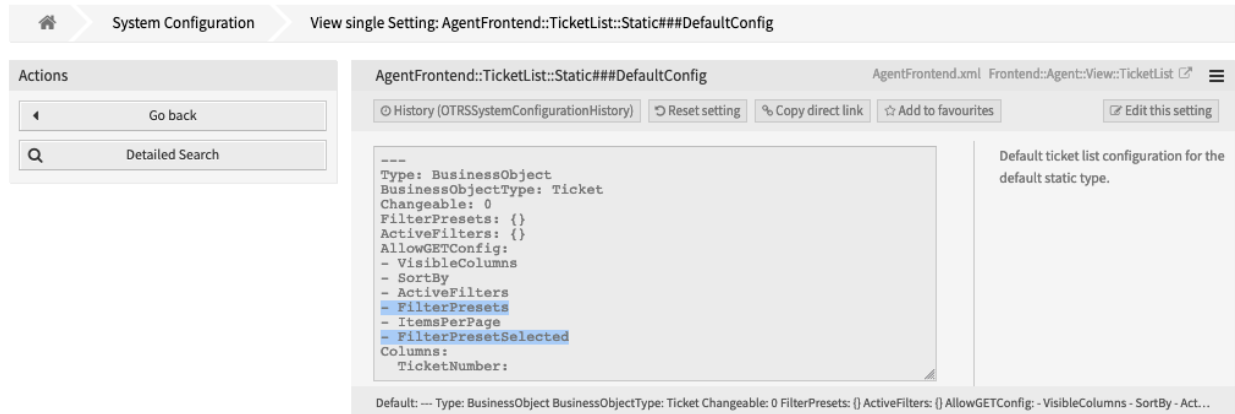 System Configuration View single Setting: AgentFrontend::TicketList::Static###DefaultConfig
Actions
Go back
Detailed Search
AgentFrontend::TicketList::Static###DefaultConfig AgentFrontend.xml Frontend::Agent::View::TicketList
History (OTRSSystemConfigurationHistory) Reset setting Copy direct link Add to favourites Edit this setting
---
Type: BusinessObject
BusinessObjectType: Ticket
Changeable: 0
FilterPresets: {}
ActiveFilters: {}
AllowGETConfig:
- VisibleColumns
- SortBy
- ActiveFilters
- FilterPresets
- ItemsPerPage
- FilterPresetSelected
Columns:
  TicketNumber:
Default ticket list configuration for the
default static type.
Default: --- Type: BusinessObject BusinessObjectType: Ticket Changeable: 0 FilterPresets: {} ActiveFilters: {} AllowGETConfig: - VisibleColumns - SortBy - Act...